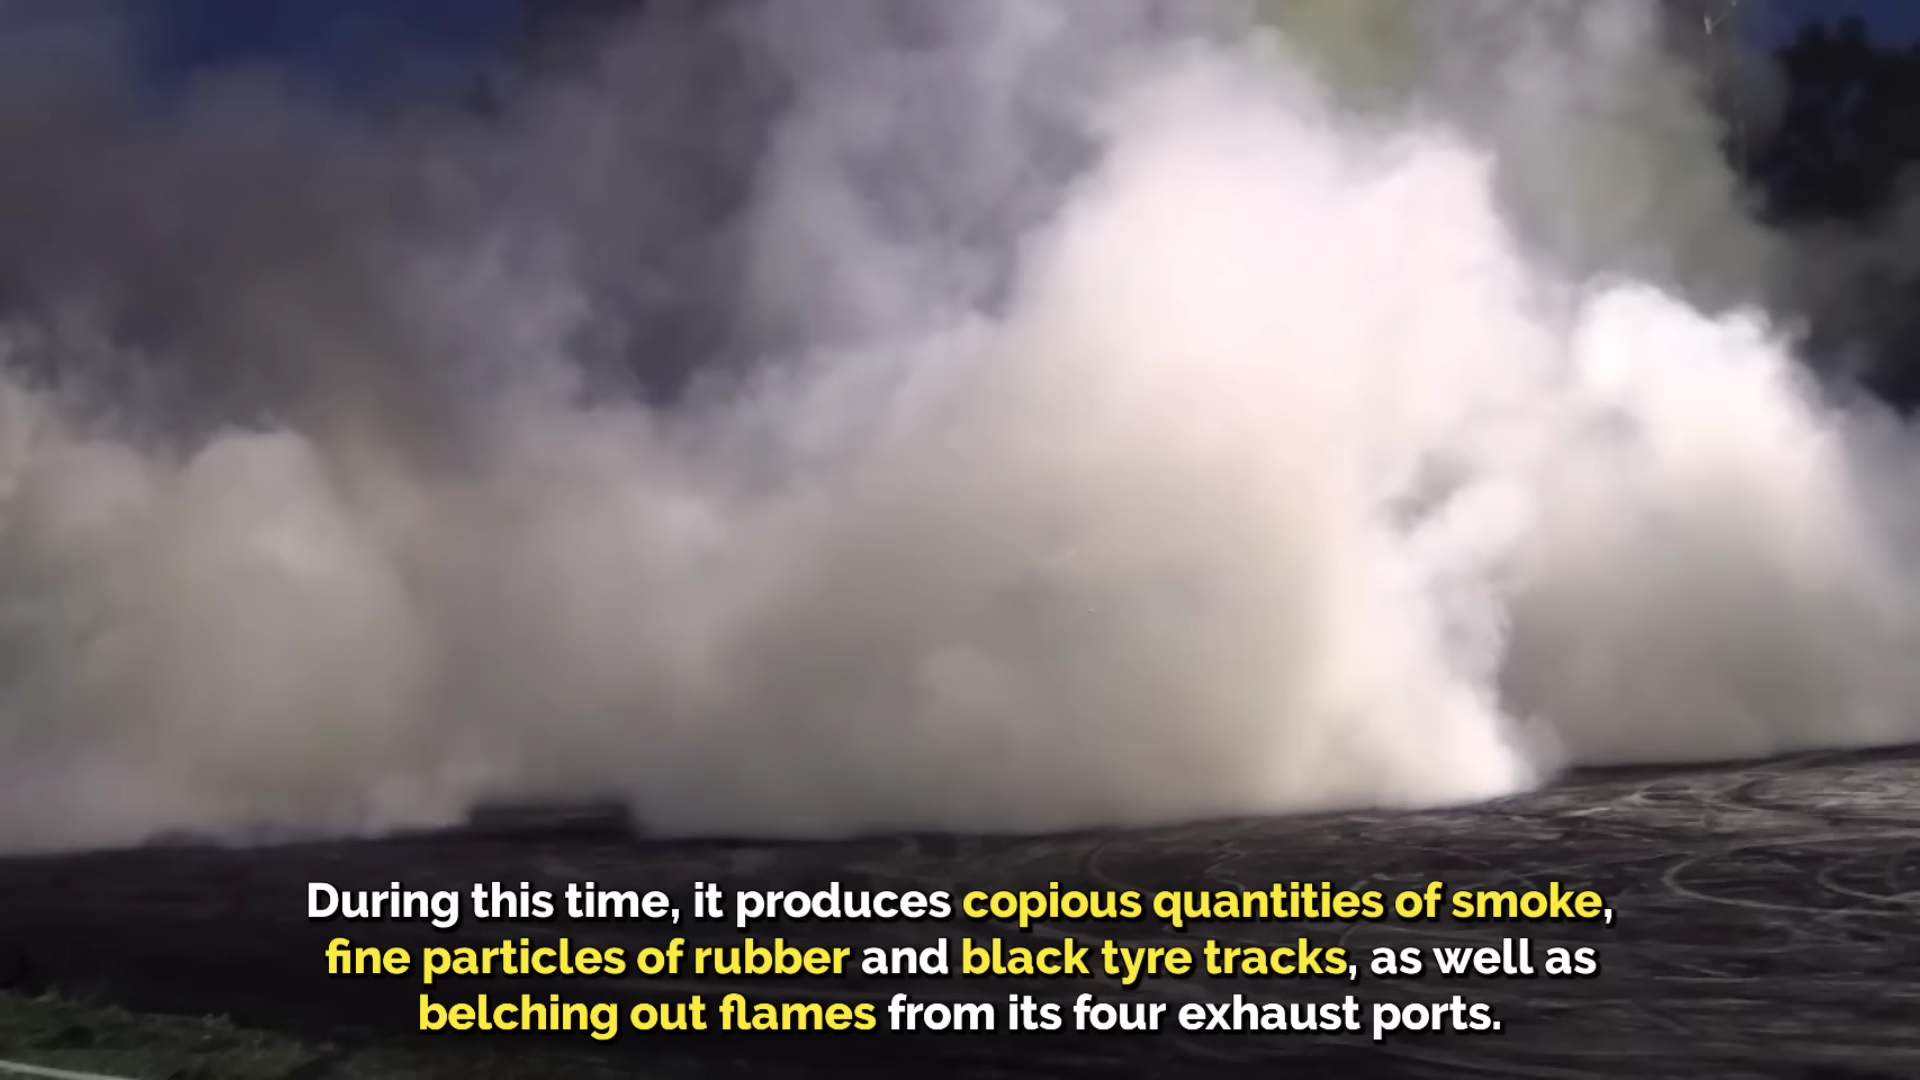 During this time, it produces copious quantities of smoke,
fine particles of rubber and black tyre tracks, as well as
belching out flames from its four exhaust ports.